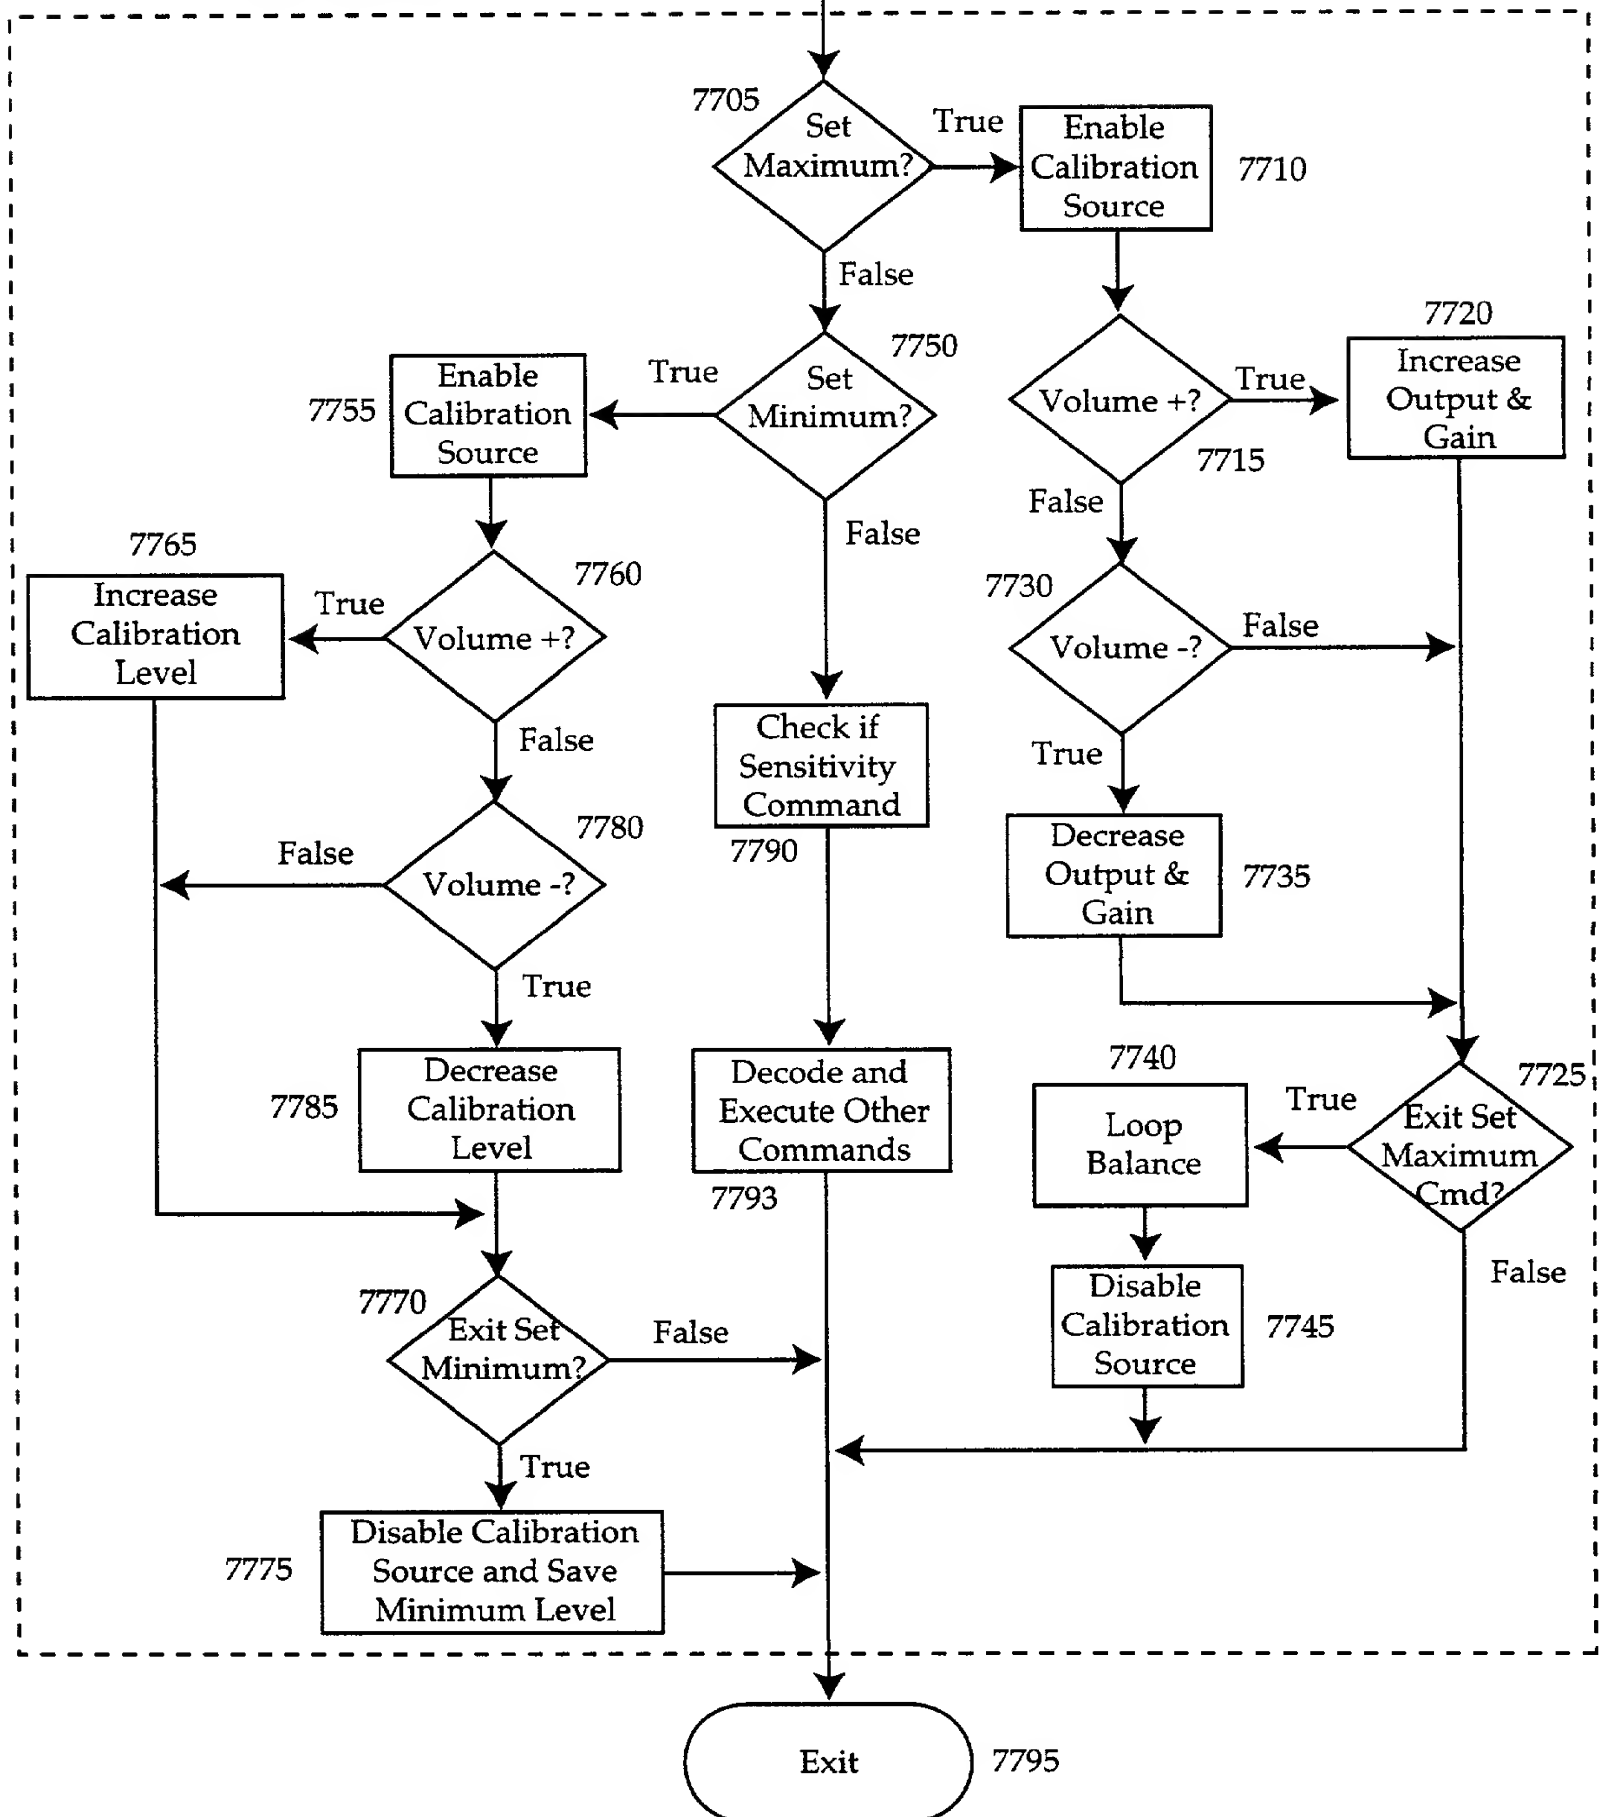 7705
Set
Maximum?
True
Enable
Calibration
Source
7710
False
7750
Set
Minimum?
True
Enable
Calibration
Source
7755
7720
Increase
Output &
Gain
True
Volume +?
7715
False
False
7765
Increase
Calibration
Level
True
7760
Volume +?
7730
Volume -?
False
False
True
Check if
Sensitivity
Command
7790
7780
Volume -?
False
Decrease
Output &
Gain
7735
True
Decrease
Calibration
Level
7785
Decode and
Execute Other
Commands
7793
7740
Loop
Balance
True
7725
Exit Set
Maximum
Cmd?
False
7770
Exit Set
Minimum?
False
Disable
Calibration
Source
7745
True
Disable Calibration
Source and Save
Minimum Level
7775
Exit
7795